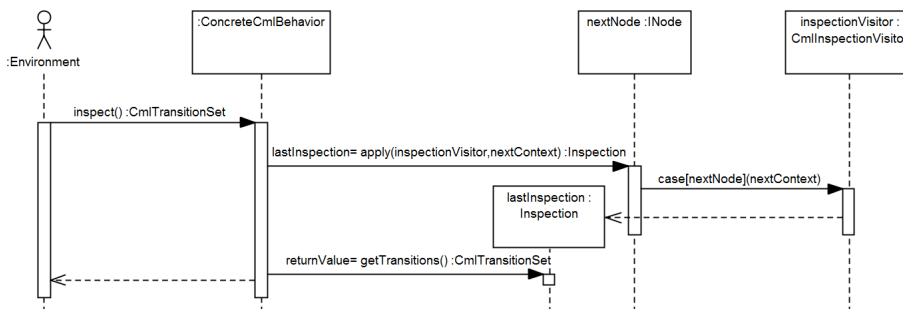 :Environment
:ConcreteCmlBehavior
nextNode :INode
inspectionVisitor :
CmlInspectionVisitor
inspect() :CmlTransitionSet
lastInspection= apply(inspectionVisitor,nextContext) :Inspection
case[nextNode](nextContext)
lastInspection :
Inspection
returnValue= getTransitions() :CmlTransitionSet